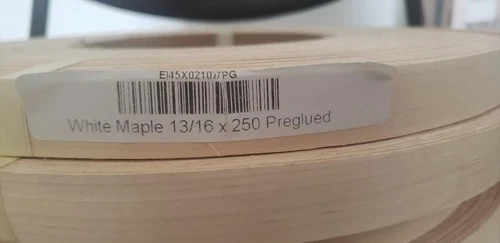 EI45X02107PG
White Maple 13/16 x 250 Preglued